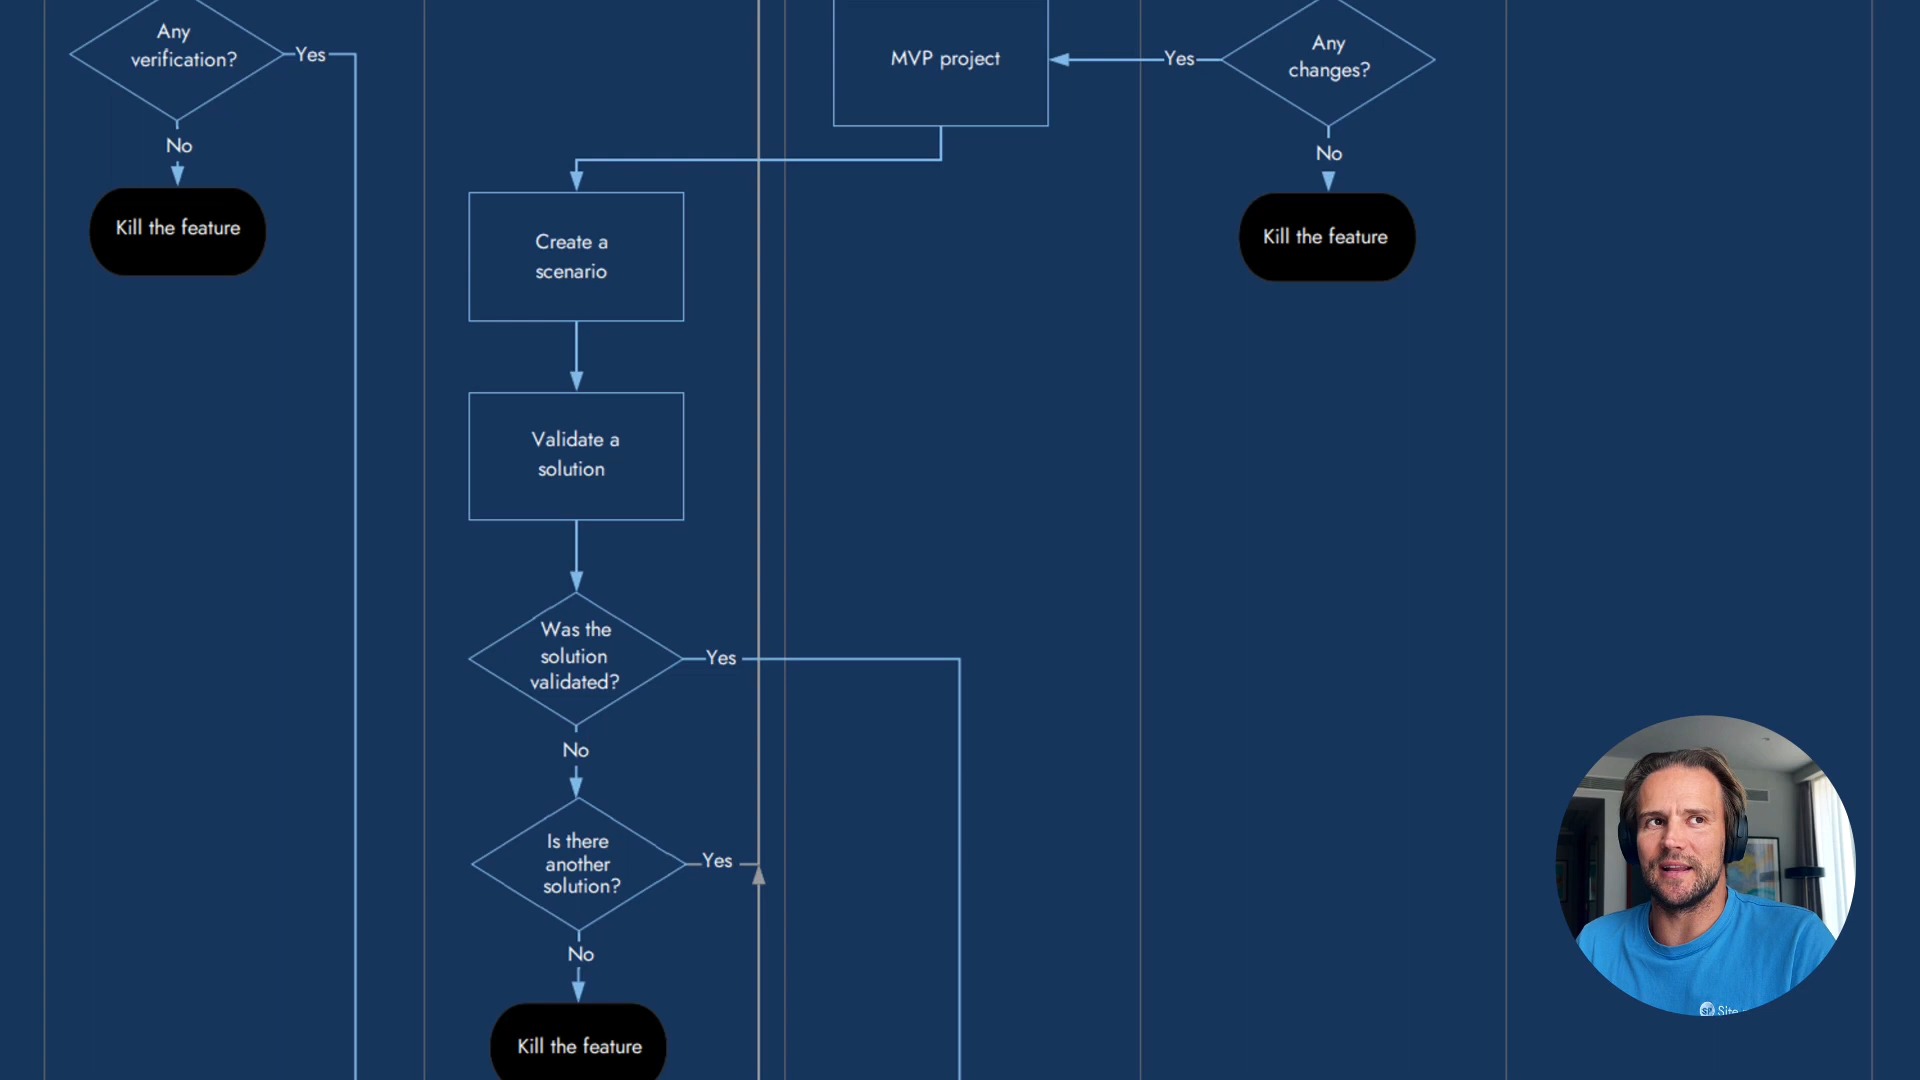 Any
verification?
Yes
No
Kill the feature
MVP project
Yes
Any
changes?
No
Kill the feature
Create a
scenario
Validate a
solution
Was the
solution
validated?
Yes
No
Is there
another
solution?
Yes
No
Kill the feature
Site